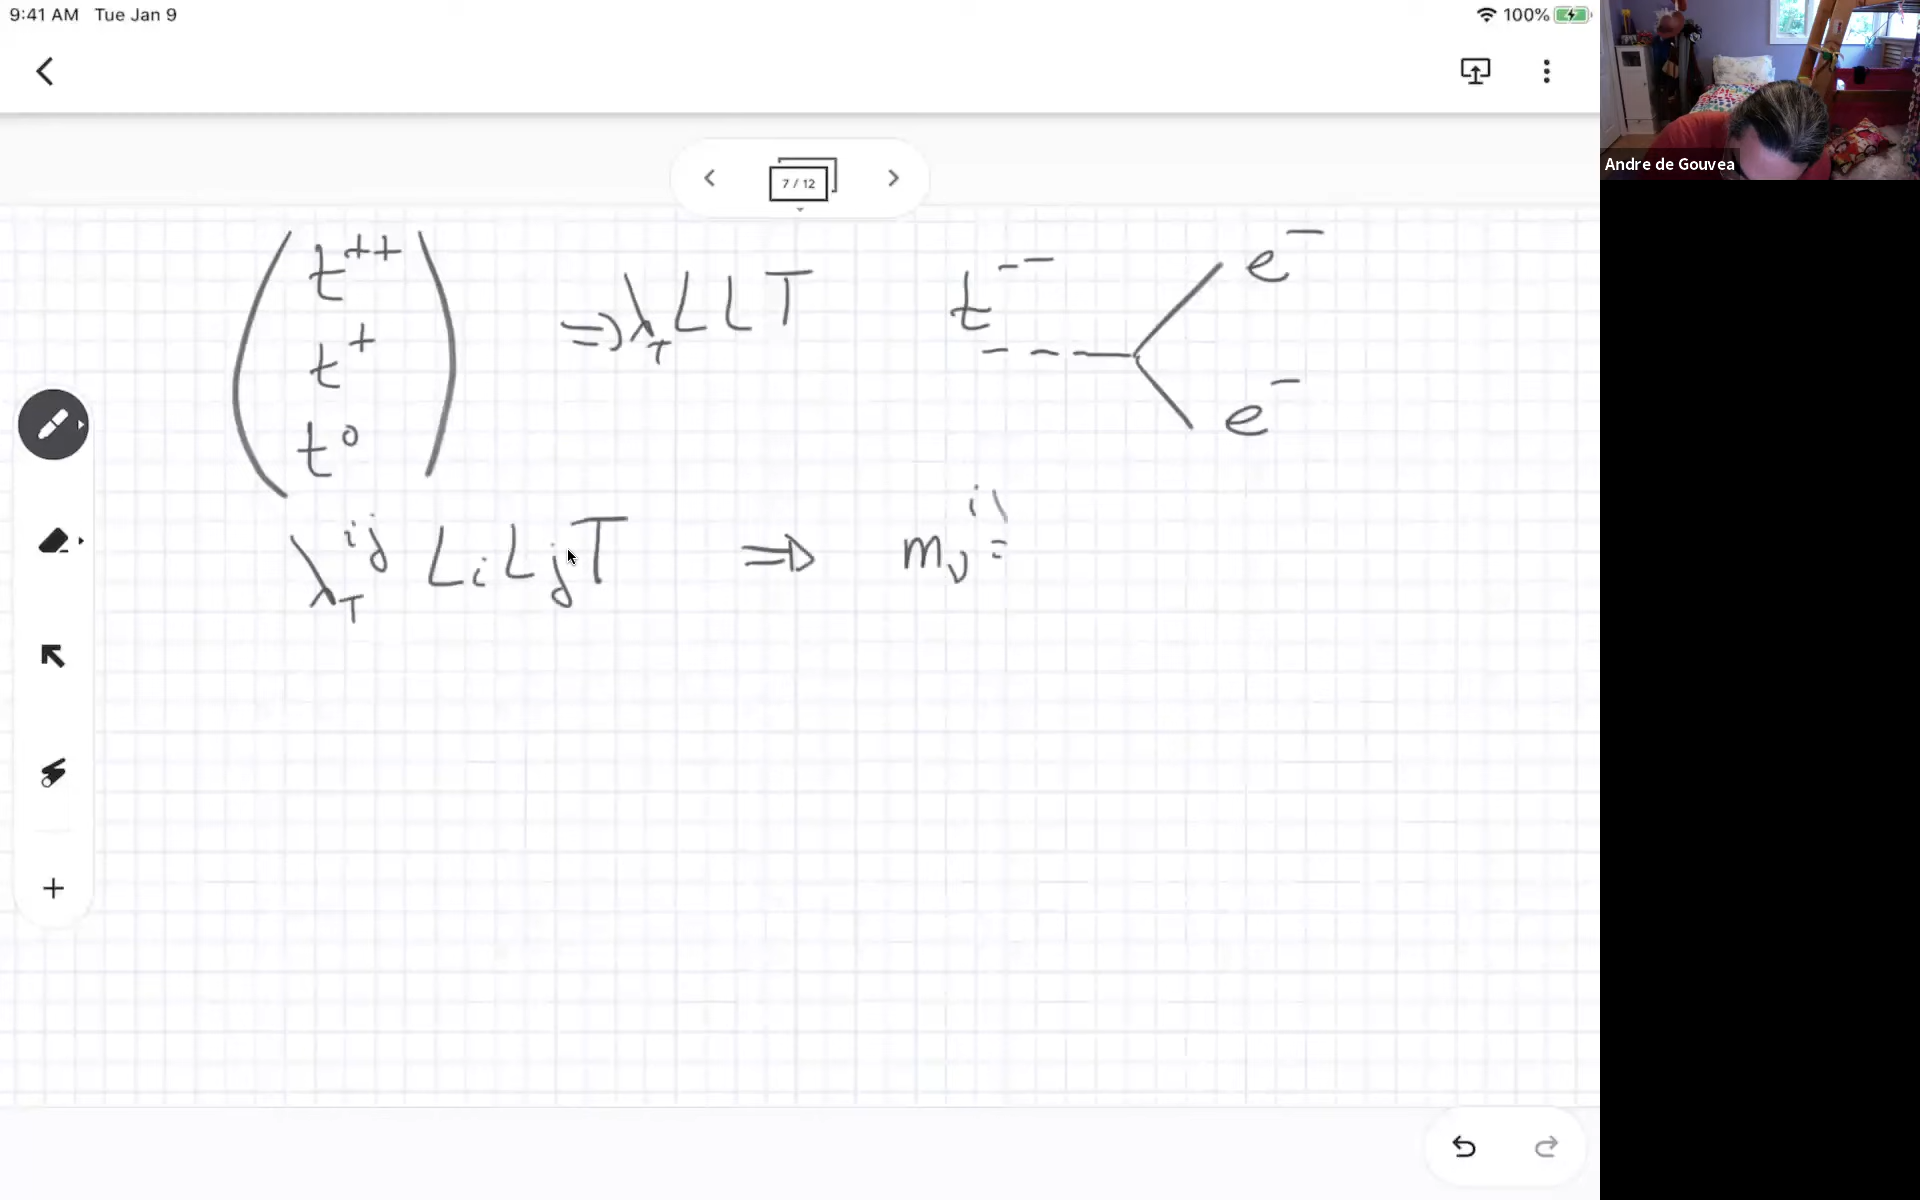 9:41 AM Tue Jan 9
100%
Andre de Gouvea
7 / 12
t⁺⁺
t⁺
t⁰
⇒ λ_T L L T
t⁻⁻
e⁻
e⁻
λ_T^{ij} L_i L_j T ⇒ m_ν^{i} =